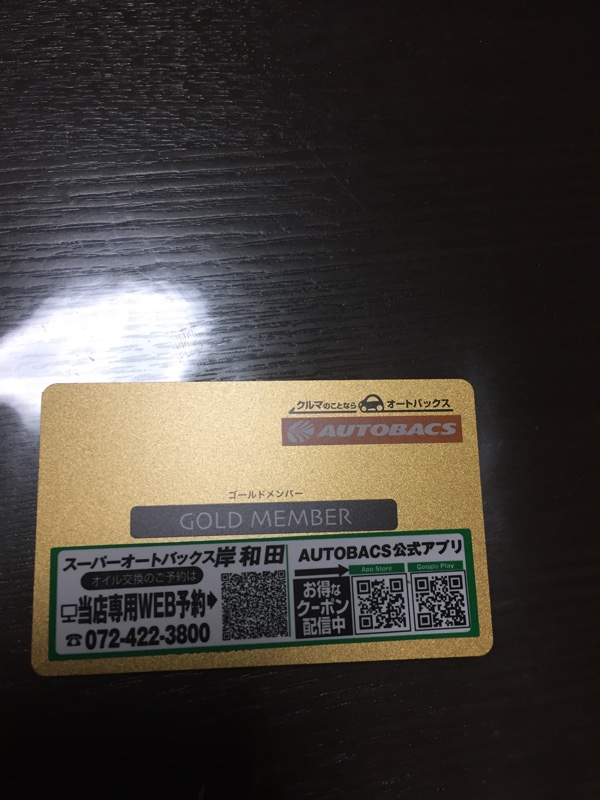 クルマのことなら オートバックス
AUTOBACS
ゴールドメンバー
GOLD MEMBER
スーパーオートバックス岸和田
オイル交換のご予約は
当店専用WEB予約
072-422-3800
AUTOBACS公式アプリ
お得な
クーポン
配信中
App Store
Google Play